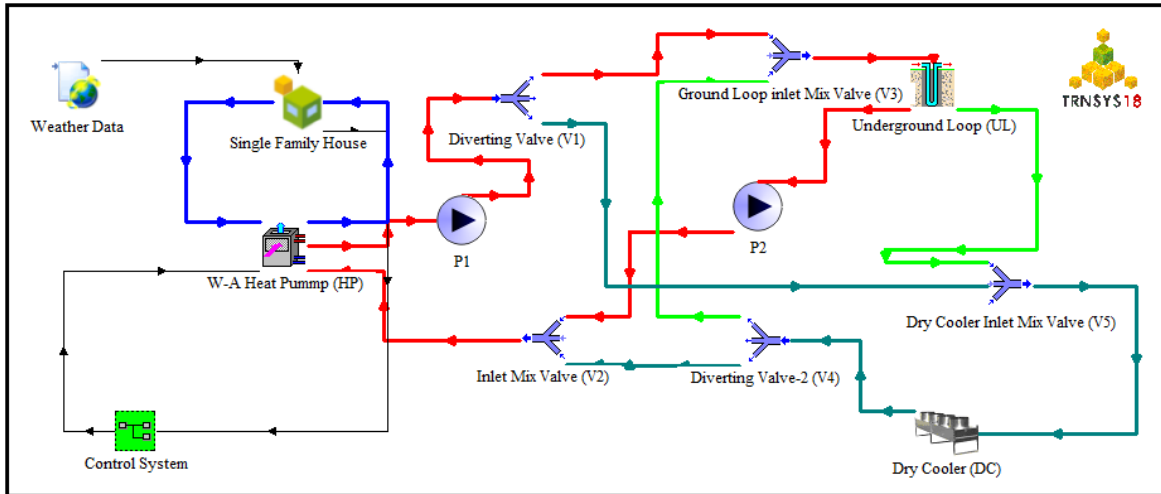 Weather Data
Single Family House
Diverting Valve (V1)
Ground Loop inlet Mix Valve (V3)
Underground Loop (UL)
TRNSYS18
P1
P2
W-A Heat Pummp (HP)
Dry Cooler Inlet Mix Valve (V5)
Inlet Mix Valve (V2)
Diverting Valve-2 (V4)
Control System
Dry Cooler (DC)